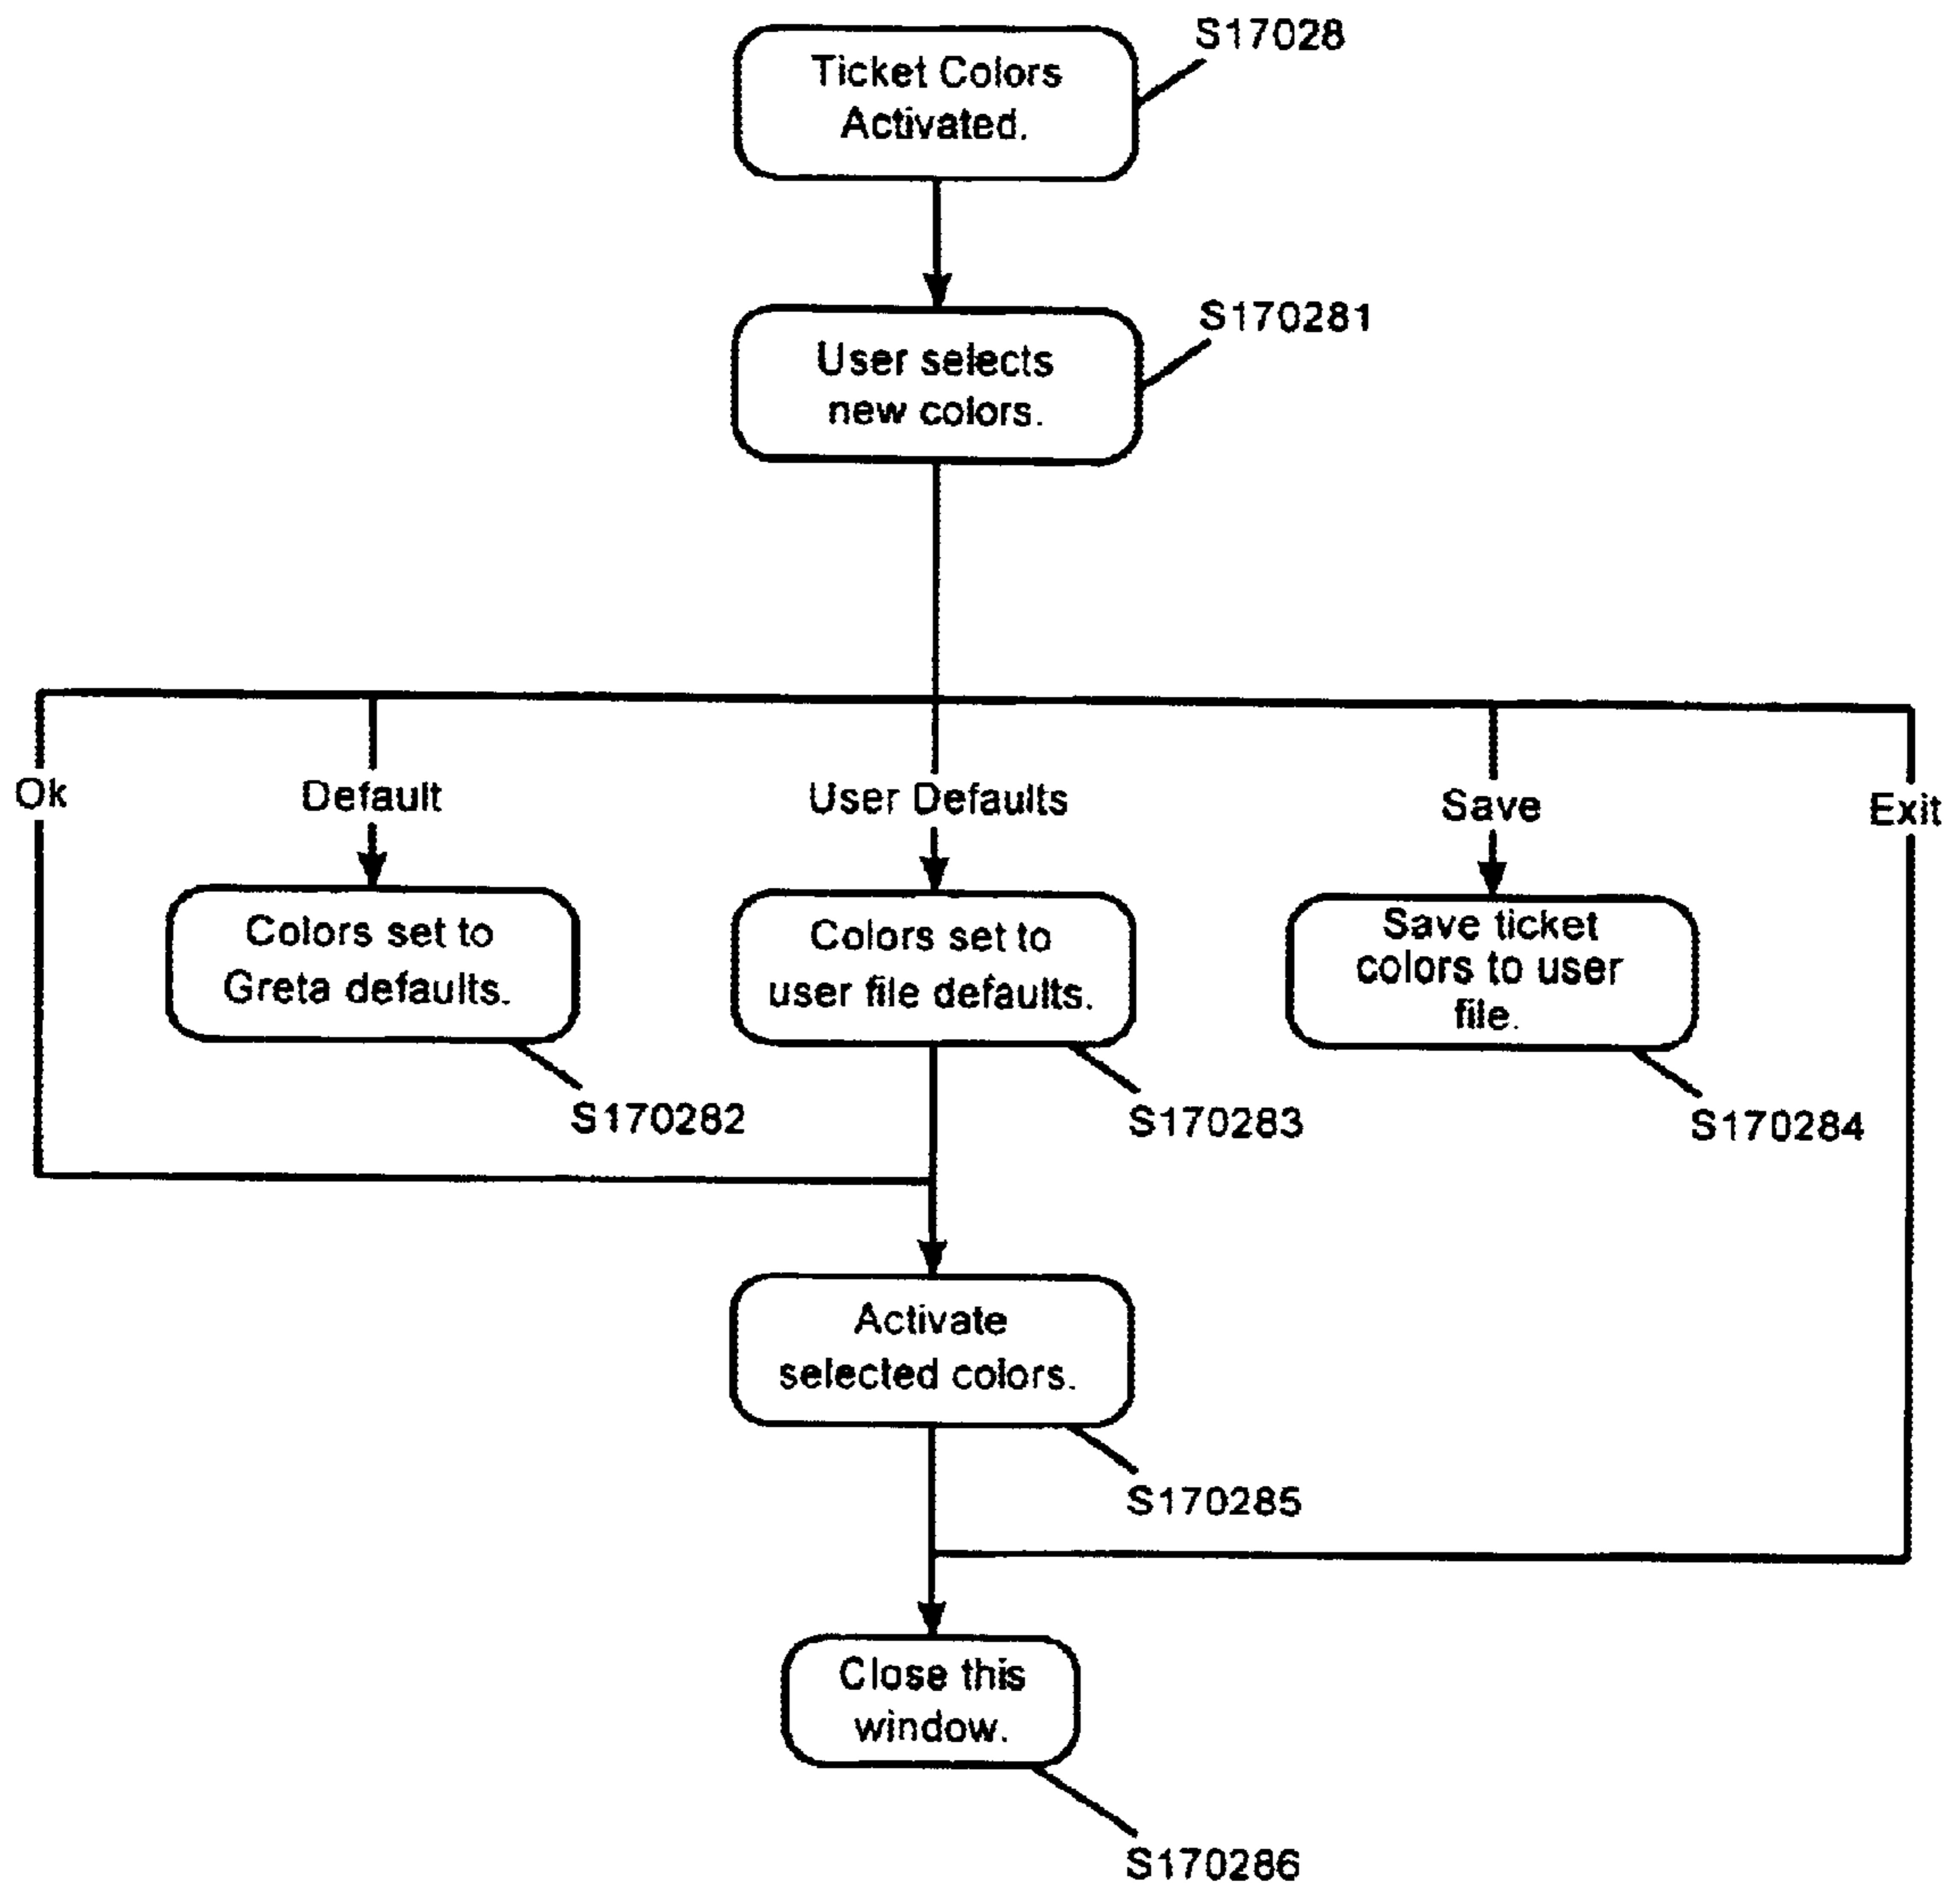 S17028
Ticket Colors
Activated.
S170281
User selects
new colors.
Ok
Default
User Defaults
Save
Exit
Colors set to
Greta defaults.
Colors set to
user file defaults.
Save ticket
colors to user
file.
S170282
S170283
S170284
Activate
selected colors.
S170285
Close this
window.
S170286